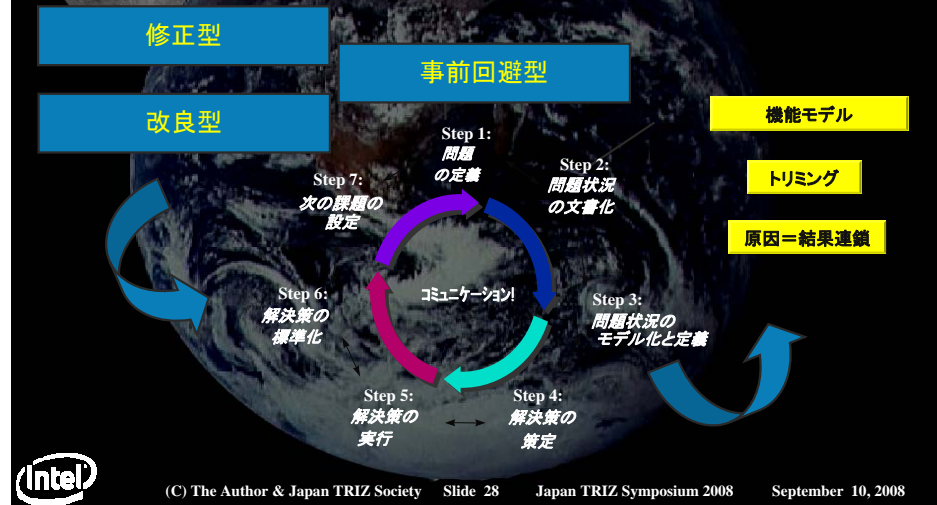 修正型
事前回避型
改良型
機能モデル
トリミング
原因＝結果連鎖
Step 1:
問題
の定義
Step 2:
問題状況
の文書化
Step 3:
問題状況の
モデル化と定義
Step 4:
解決策の
策定
Step 5:
解決策の
実行
Step 6:
解決策の
標準化
Step 7:
次の課題の
設定
コミュニケーション!
intel
(C) The Author & Japan TRIZ Society Slide 28 Japan TRIZ Symposium 2008 September 10, 2008